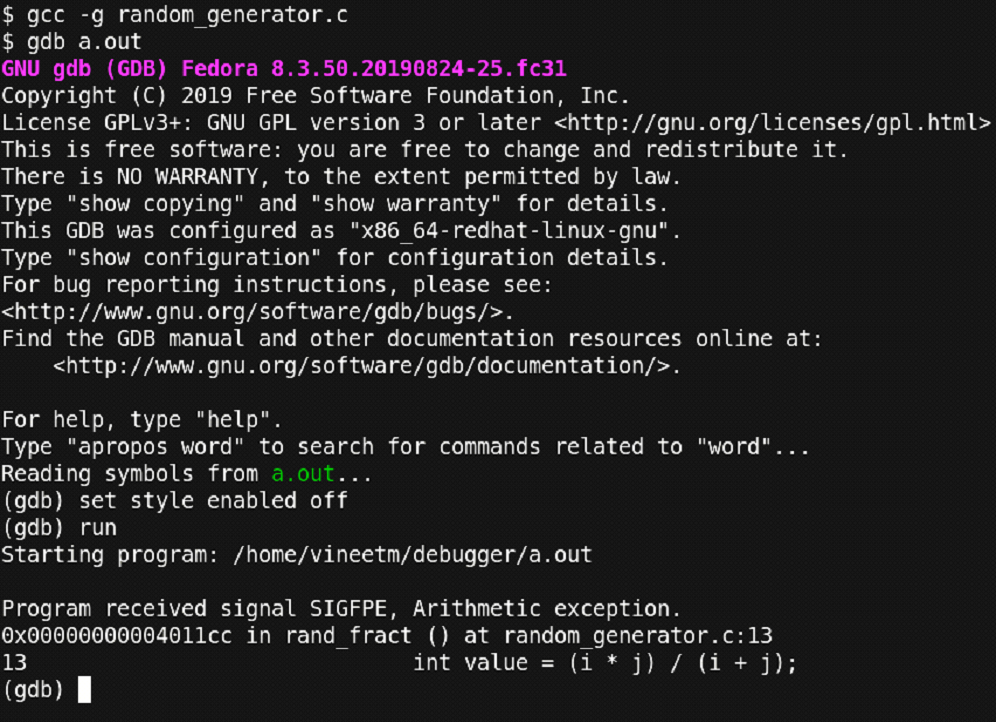 $ gcc -g random_generator.c
$ gdb a.out
GNU gdb (GDB) Fedora 8.3.50.20190824-25.fc31
Copyright (C) 2019 Free Software Foundation, Inc.
License GPLv3+: GNU GPL version 3 or later <http://gnu.org/licenses/gpl.html>
This is free software: you are free to change and redistribute it.
There is NO WARRANTY, to the extent permitted by law.
Type "show copying" and "show warranty" for details.
This GDB was configured as "x86_64-redhat-linux-gnu".
Type "show configuration" for configuration details.
For bug reporting instructions, please see:
<http://www.gnu.org/software/gdb/bugs/>.
Find the GDB manual and other documentation resources online at:
    <http://www.gnu.org/software/gdb/documentation/>.

For help, type "help".
Type "apropos word" to search for commands related to "word"...
Reading symbols from a.out...
(gdb) set style enabled off
(gdb) run
Starting program: /home/vineetm/debugger/a.out

Program received signal SIGFPE, Arithmetic exception.
0x00000000004011cc in rand_fract () at random_generator.c:13
13                              int value = (i * j) / (i + j);
(gdb)